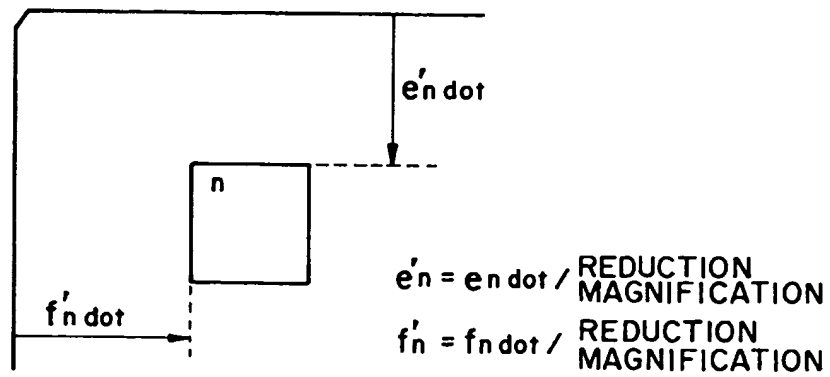 e'n dot
n
f'n dot
e'n = en dot / REDUCTION
MAGNIFICATION
f'n = fn dot / REDUCTION
MAGNIFICATION